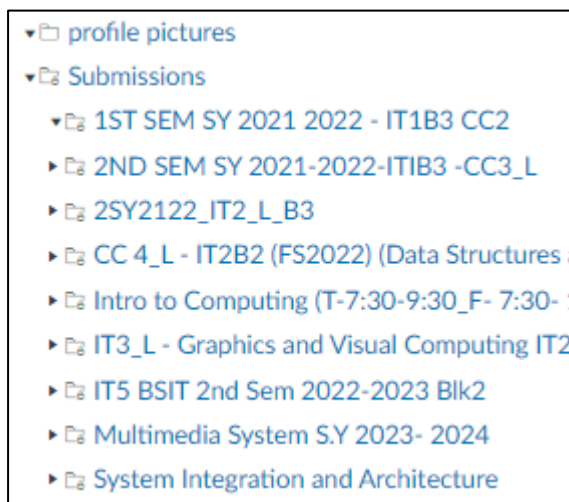 profile pictures
Submissions
1ST SEM SY 2021 2022 - IT1B3 CC2
2ND SEM SY 2021-2022-ITIB3 -CC3_L
2SY2122_IT2_L_B3
CC 4_L - IT2B2 (FS2022) (Data Structures
Intro to Computing (T-7:30-9:30_F- 7:30-
IT3_L - Graphics and Visual Computing IT2
IT5 BSIT 2nd Sem 2022-2023 Blk2
Multimedia System S.Y 2023- 2024
System Integration and Architecture